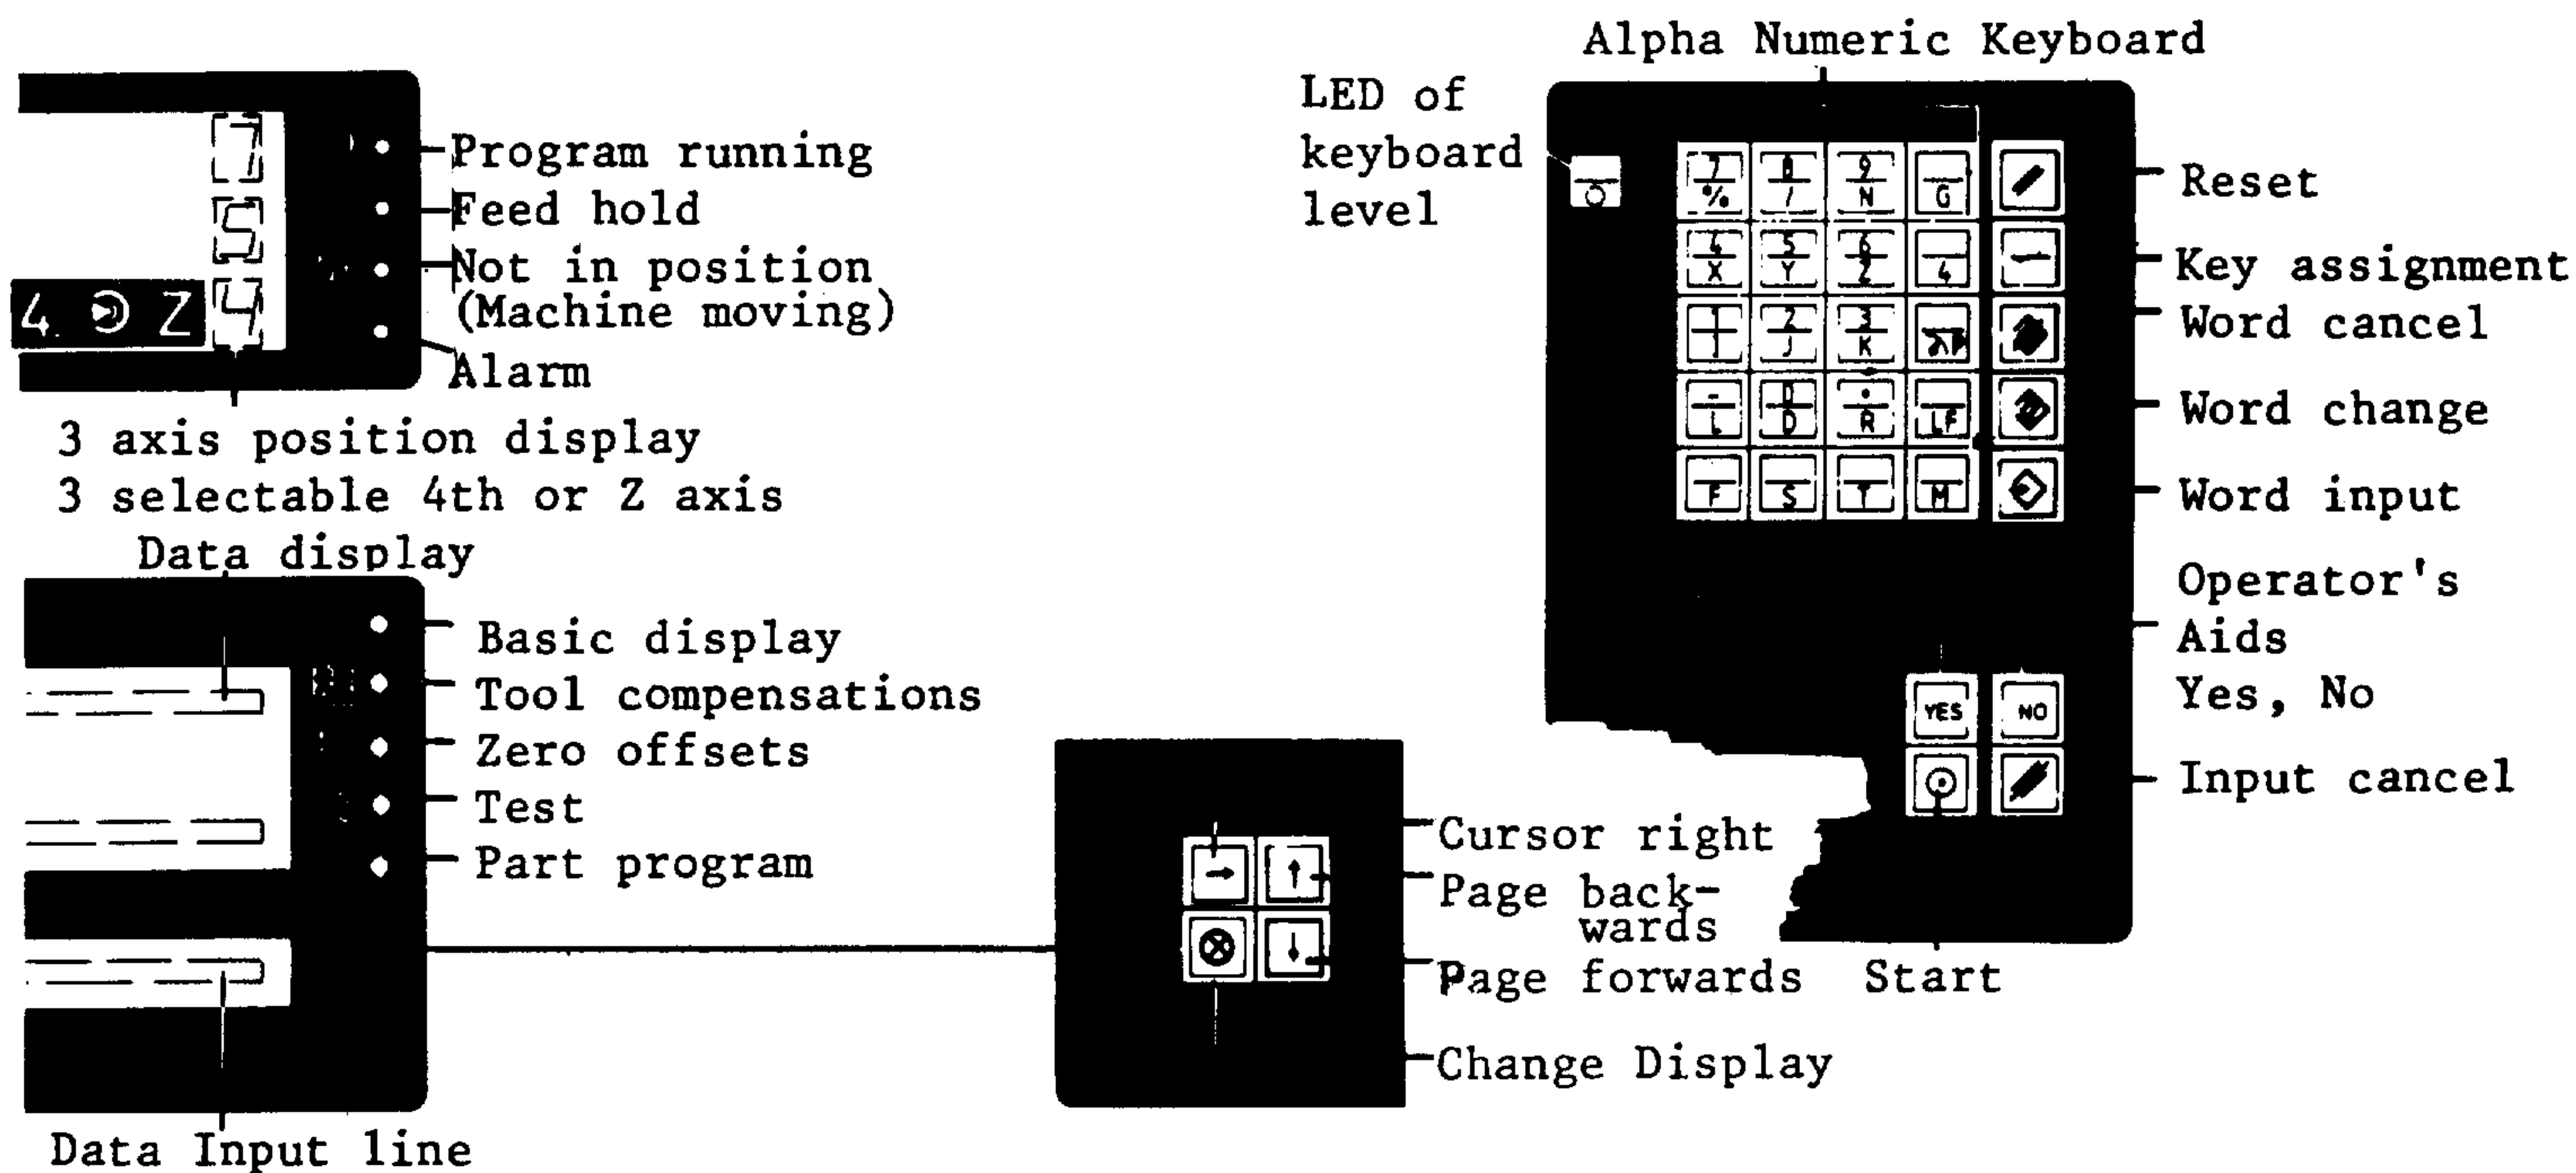 Alpha Numeric Keyboard
LED of
keyboard
level
Program running
Feed hold
Not in position
(Machine moving)
Alarm
4 Z
7
5
4
3 axis position display
3 selectable 4th or Z axis
Data display
Basic display
Tool compensations
Zero offsets
Test
Part program
Data Input line
Cursor right
Page back-
wards
Page forwards
Change Display
7 8 9
% / N G
4 5 6
X Y Z 4
1 2 3
I J K
- 0 .
L D R LF
F S T M
Reset
Key assignment
Word cancel
Word change
Word input
Operator's
Aids
Yes, No
YES NO
Input cancel
Start